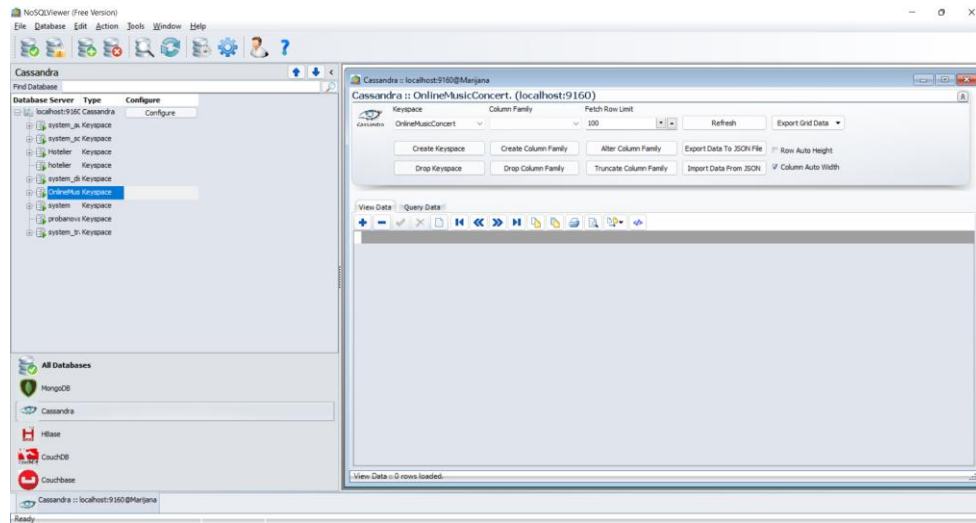 NoSQLViewer (Free Version)
File Database Edit Action Tools Window Help
Cassandra
Find Database
Database Server Type Configure
localhost:9160 Cassandra Configure
system_au Keyspace
system_sc Keyspace
Hotelier Keyspace
hotelier Keyspace
system_di Keyspace
OnlineMus Keyspace
system Keyspace
probanova Keyspace
system_tr. Keyspace
All Databases
MongoDB
Cassandra
HBase
CouchDB
Couchbase
Cassandra :: localhost:9160@Marijana
Cassandra :: OnlineMusicConcert. (localhost:9160)
Keyspace Column Family Fetch Row Limit
OnlineMusicConcert 100 Refresh Export Grid Data
Create Keyspace Create Column Family Alter Column Family Export Data To JSON File Row Auto Height
Drop Keyspace Drop Column Family Truncate Column Family Import Data From JSON Column Auto Width
View Data Query Data
View Data :: 0 rows loaded.
Cassandra :: localhost:9160@Marijana
Ready